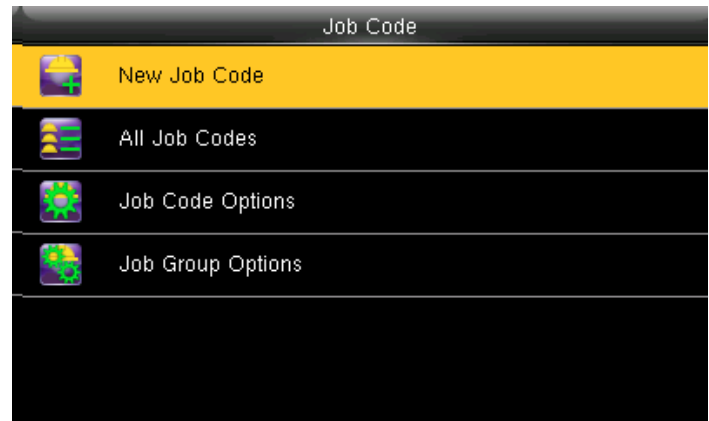 Job Code
New Job Code
All Job Codes
Job Code Options
Job Group Options